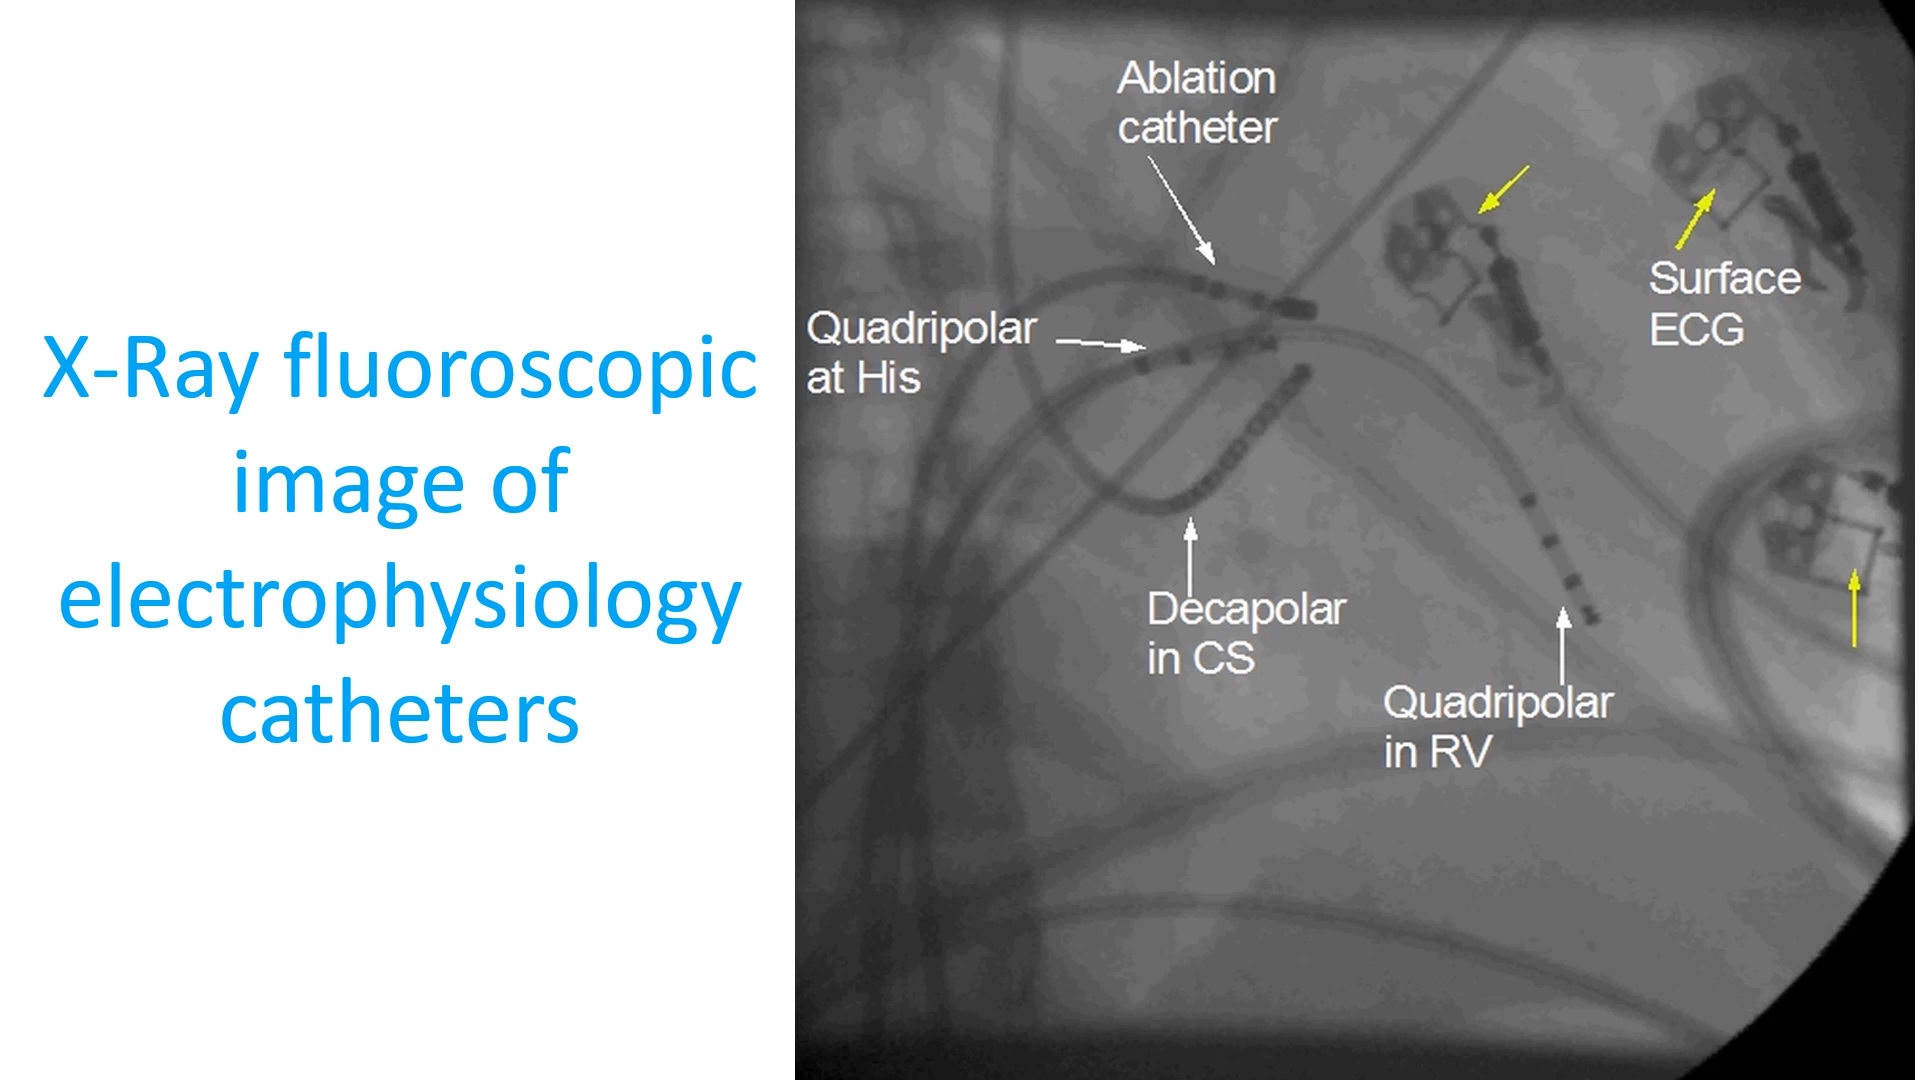 X-Ray fluoroscopic
image of
electrophysiology
catheters
Ablation
catheter
Quadripolar
at His
Surface
ECG
Decapolar
in CS
Quadripolar
in RV